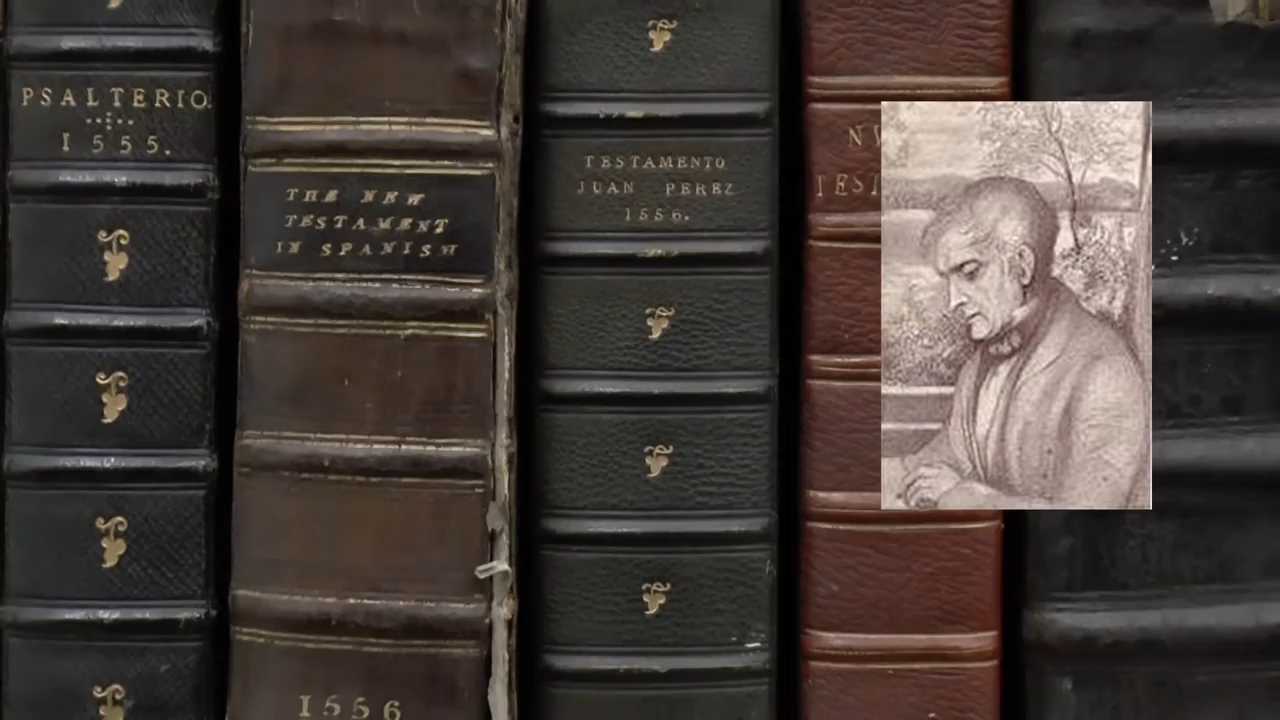 PSALTERIO
1555.
THE NEW
TESTAMENT
IN SPANISH
1556
TESTAMENTO
JUAN PEREZ
1556.